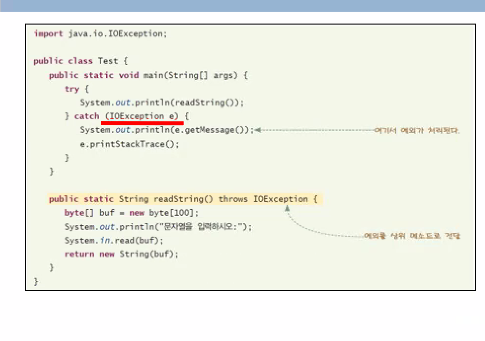 import java.io.IOException;
public class Test {
public static void main(String[] args) {
try {
System.out.println(readString());
} catch (IOException e) {
System.out.println(e.getMessage());
여기서 예외가 처리된다.
e.printStackTrace();
}
}
public static String readString() throws IOException {
byte[] buf = new byte[100];
System.out.println("문자열을 입력하시오:");
System.in.read(buf);
예외를 상위 메소드로 전달
return new String(buf);
}
}